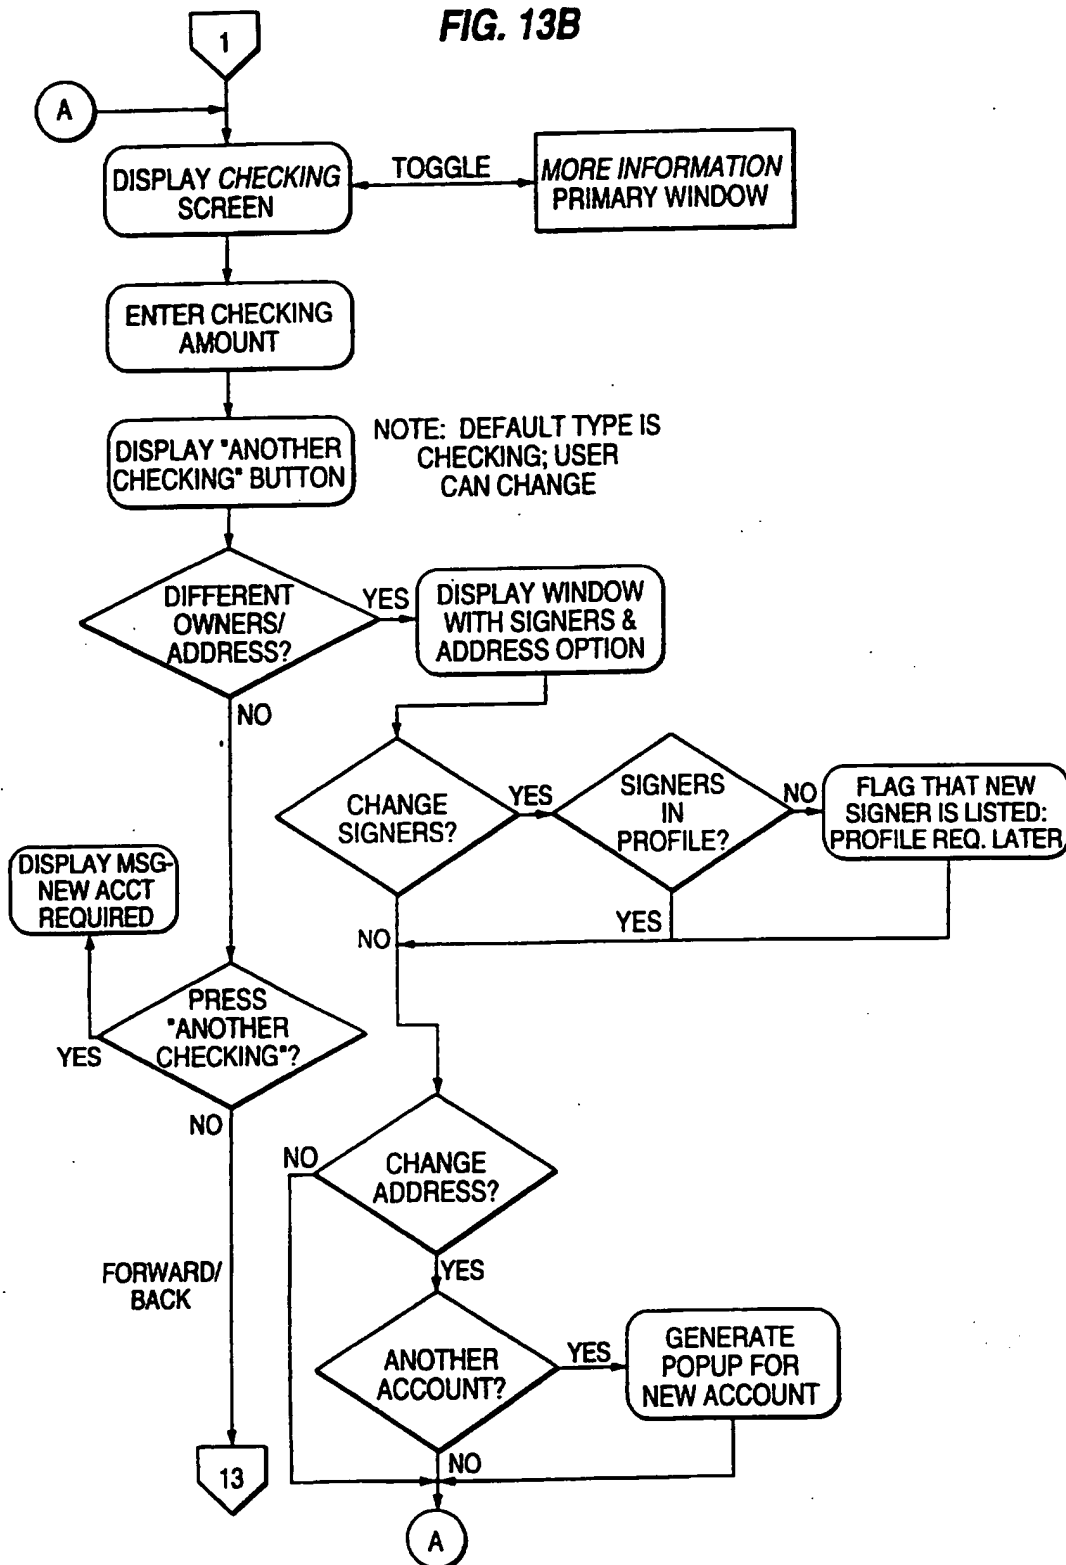 FIG. 13B
1
A
DISPLAY CHECKING
SCREEN
TOGGLE
MORE INFORMATION
PRIMARY WINDOW
ENTER CHECKING
AMOUNT
DISPLAY "ANOTHER
CHECKING" BUTTON
NOTE: DEFAULT TYPE IS
CHECKING; USER
CAN CHANGE
DIFFERENT
OWNERS/
ADDRESS?
YES
DISPLAY WINDOW
WITH SIGNERS &
ADDRESS OPTION
NO
CHANGE
SIGNERS?
YES
SIGNERS
IN
PROFILE?
NO
FLAG THAT NEW
SIGNER IS LISTED:
PROFILE REQ. LATER
YES
NO
DISPLAY MSG-
NEW ACCT
REQUIRED
PRESS
"ANOTHER
CHECKING"?
YES
NO
CHANGE
ADDRESS?
NO
YES
FORWARD/
BACK
ANOTHER
ACCOUNT?
YES
GENERATE
POPUP FOR
NEW ACCOUNT
NO
13
A